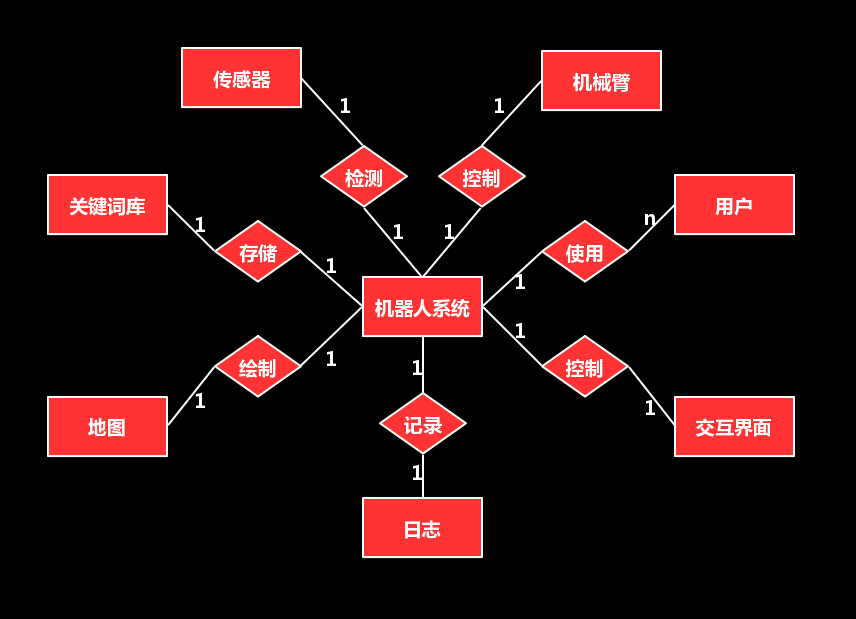 传感器
机械臂
1
1
检测
控制
关键词库
用户
1
n
1
1
存储
使用
1
1
机器人系统
1
1
1
绘制
控制
1
1
地图
记录
交互界面
1
日志